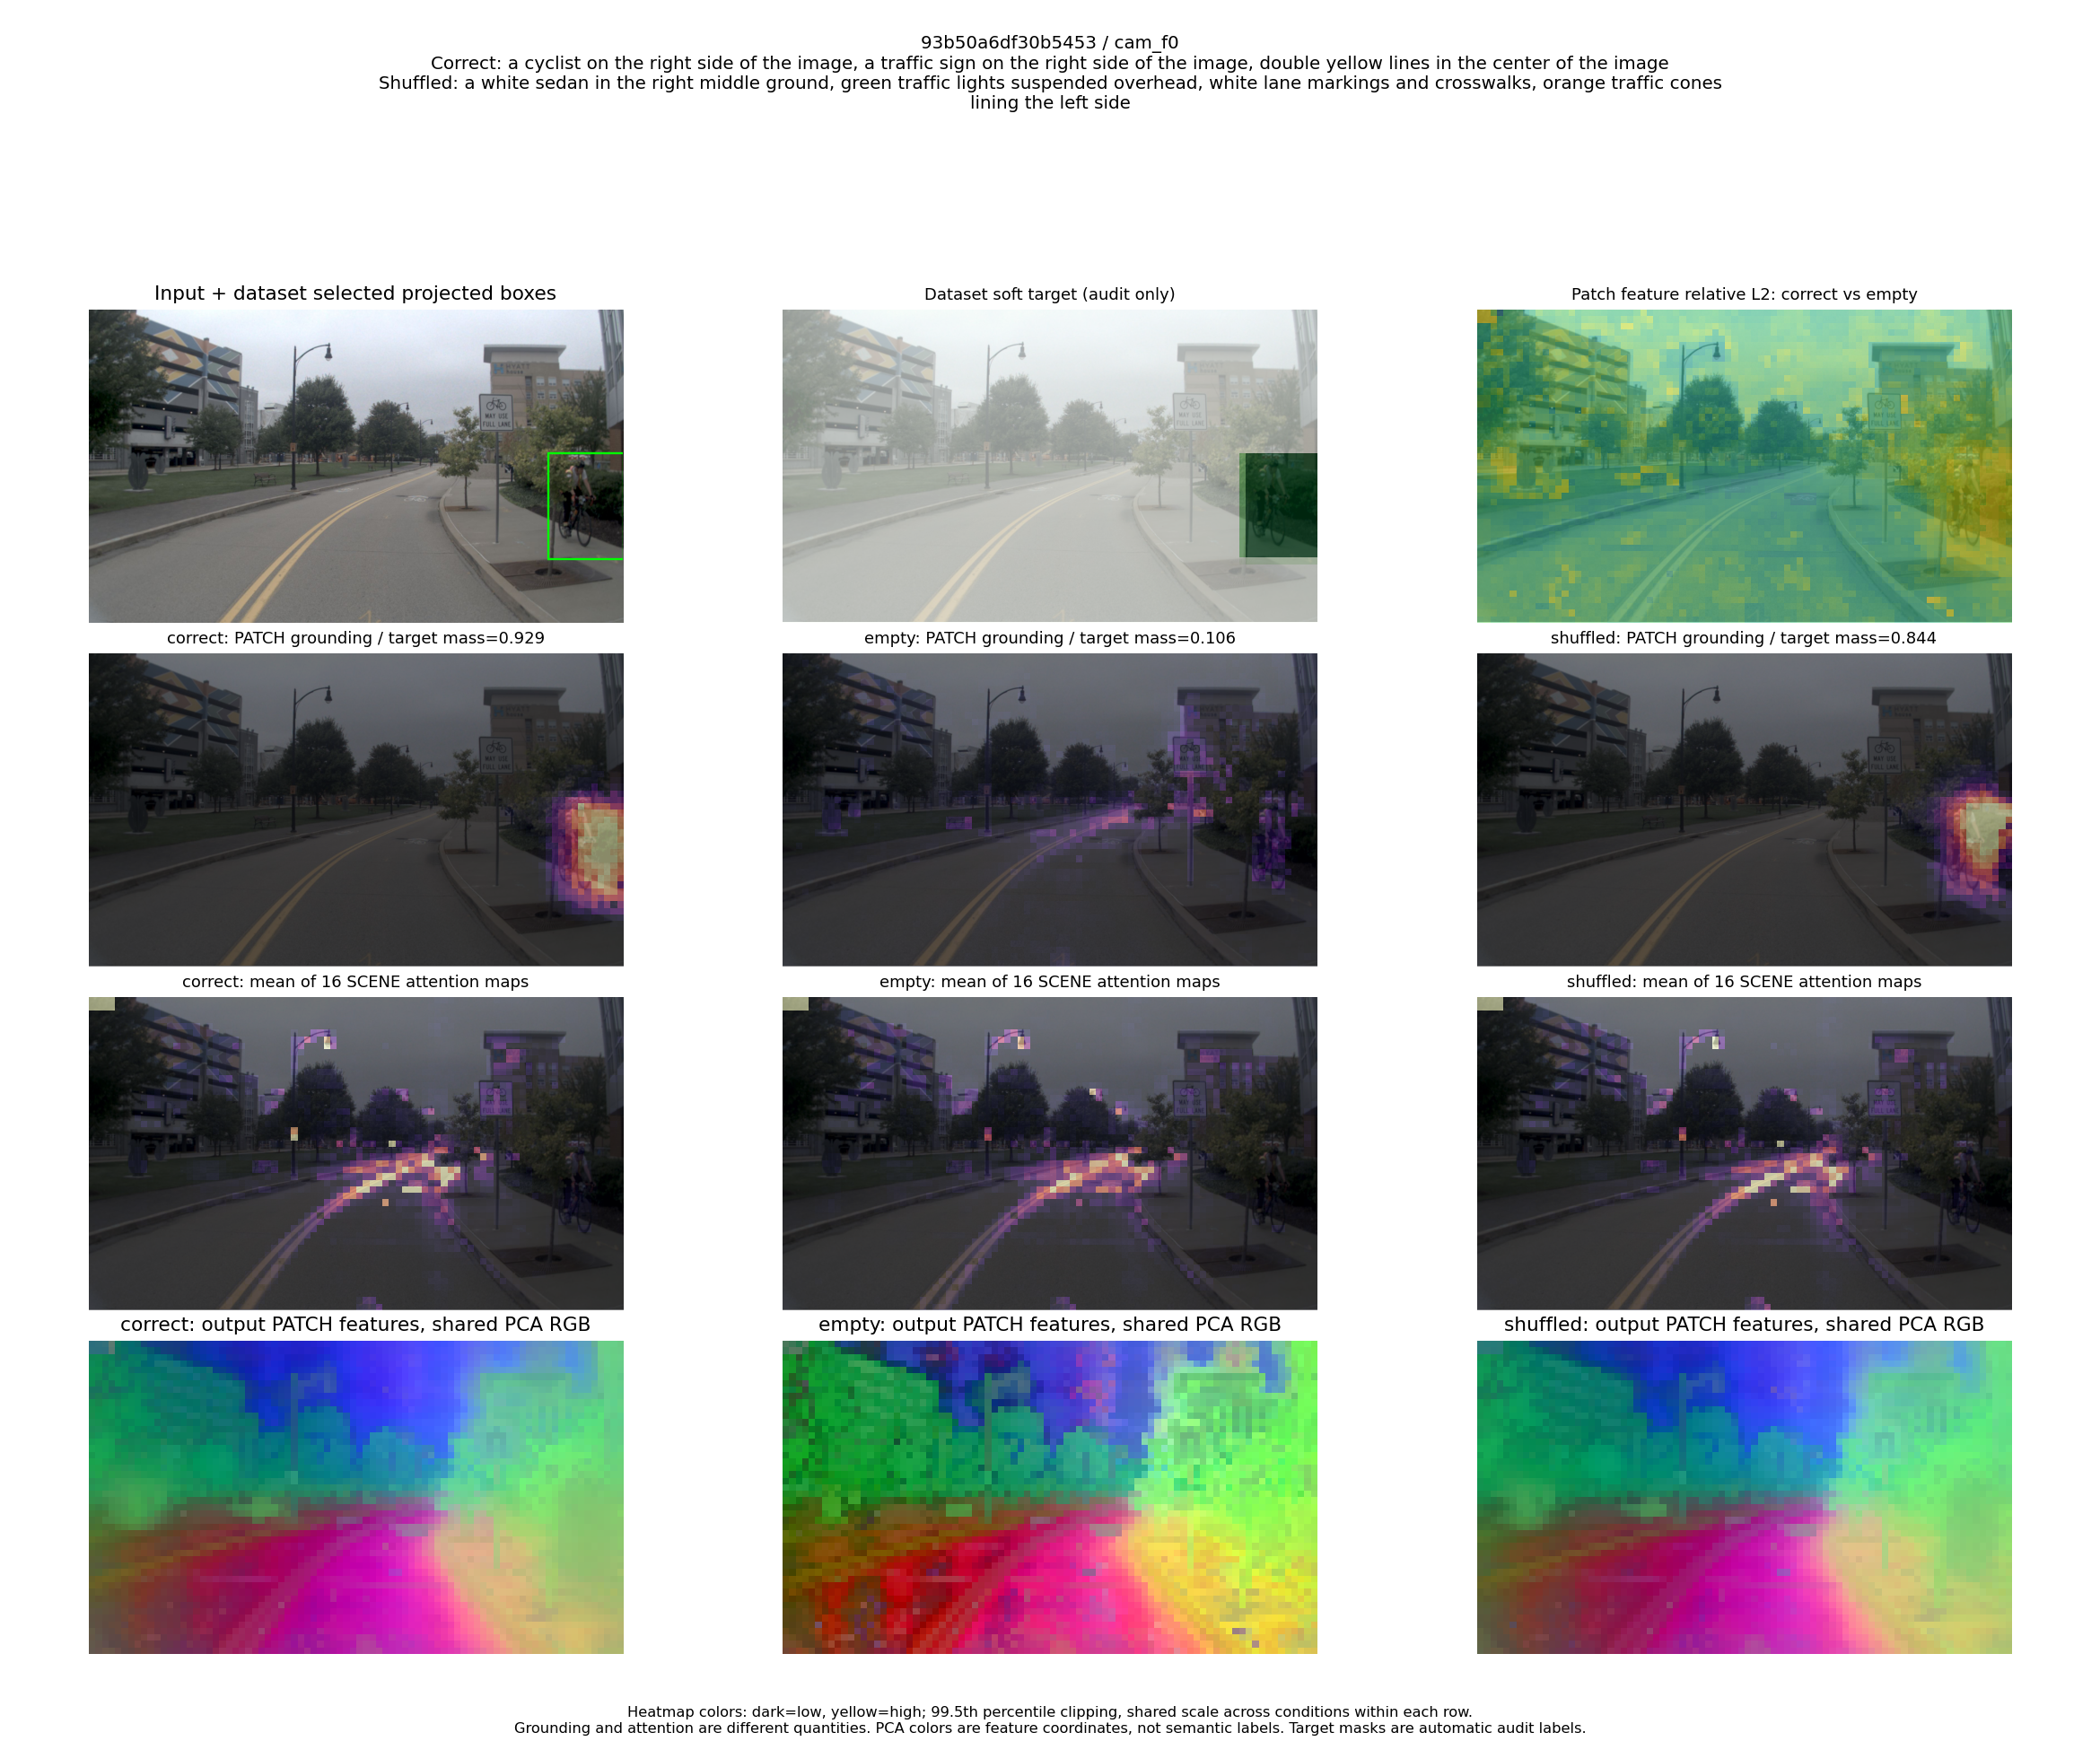 93b50a6df30b5453 / cam_f0
Correct: a cyclist on the right side of the image, a traffic sign on the right side of the image, double yellow lines in the center of the image
Shuffled: a white sedan in the right middle ground, green traffic lights suspended overhead, white lane markings and crosswalks, orange traffic cones
lining the left side
Input + dataset selected projected boxes
Dataset soft target (audit only)
Patch feature relative L2: correct vs empty
MAY USE
FULL LANE
correct: PATCH grounding / target mass=0.929
empty: PATCH grounding / target mass=0.106
shuffled: PATCH grounding / target mass=0.844
correct: mean of 16 SCENE attention maps
empty: mean of 16 SCENE attention maps
shuffled: mean of 16 SCENE attention maps
correct: output PATCH features, shared PCA RGB
empty: output PATCH features, shared PCA RGB
shuffled: output PATCH features, shared PCA RGB
Heatmap colors: dark=low, yellow=high; 99.5th percentile clipping, shared scale across conditions within each row.
Grounding and attention are different quantities. PCA colors are feature coordinates, not semantic labels. Target masks are automatic audit labels.